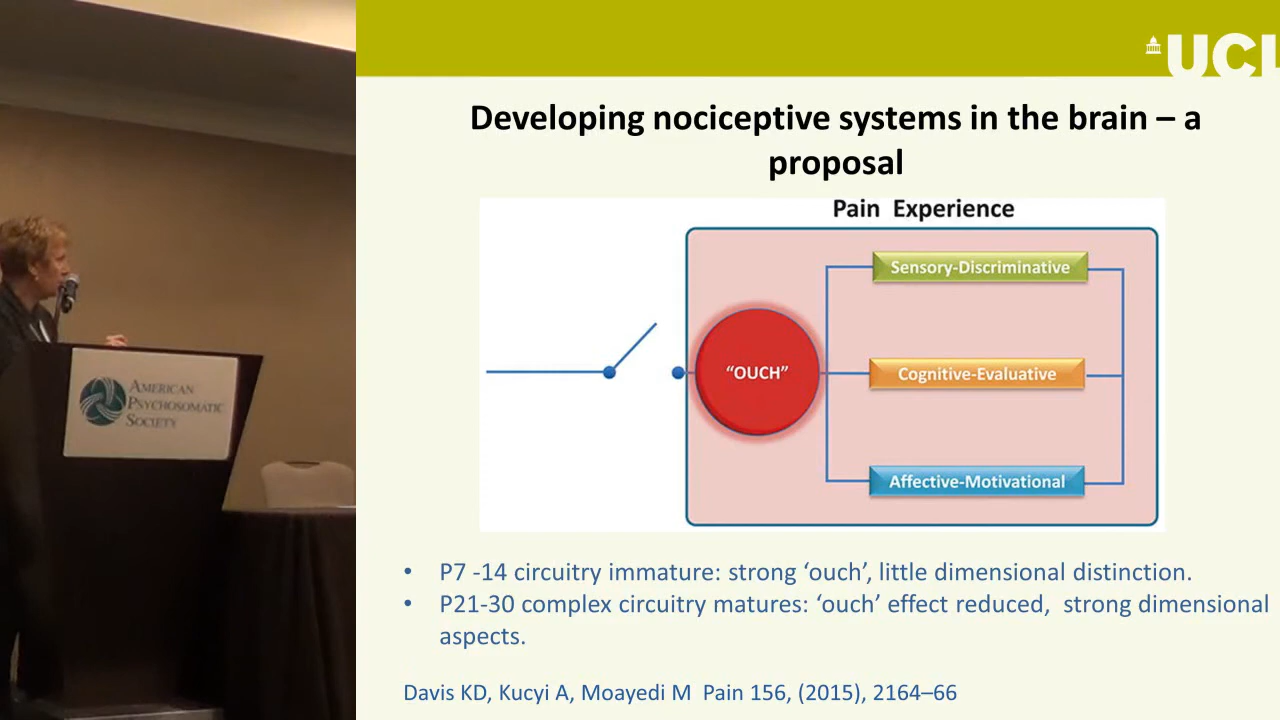 UCL
Developing nociceptive systems in the brain – a
proposal
Pain Experience
Sensory-Discriminative
"OUCH"
Cognitive-Evaluative
Affective-Motivational
• P7 -14 circuitry immature: strong ‘ouch’, little dimensional distinction.
• P21-30 complex circuitry matures: ‘ouch’ effect reduced, strong dimensional
aspects.
Davis KD, Kucyi A, Moayedi M Pain 156, (2015), 2164–66
AMERICAN
PSYCHOSOMATIC
SOCIETY